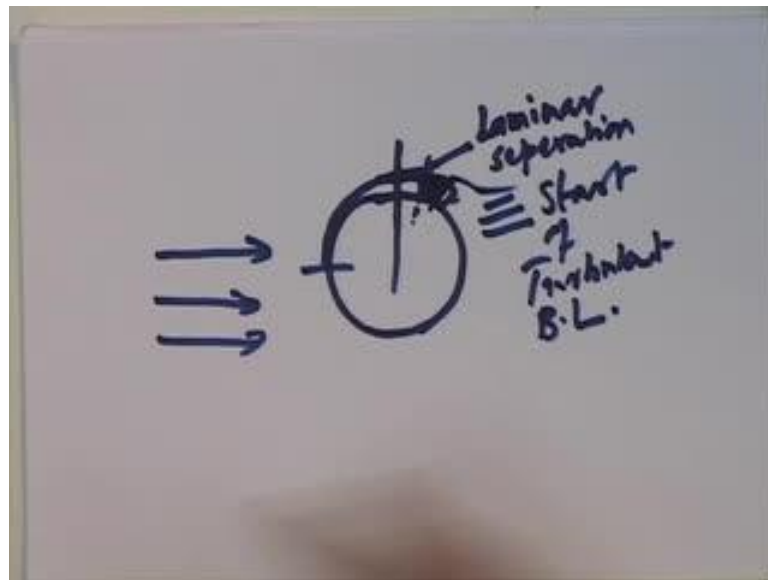 Laminar
seperation
Start
of
Turbulent
B.L.